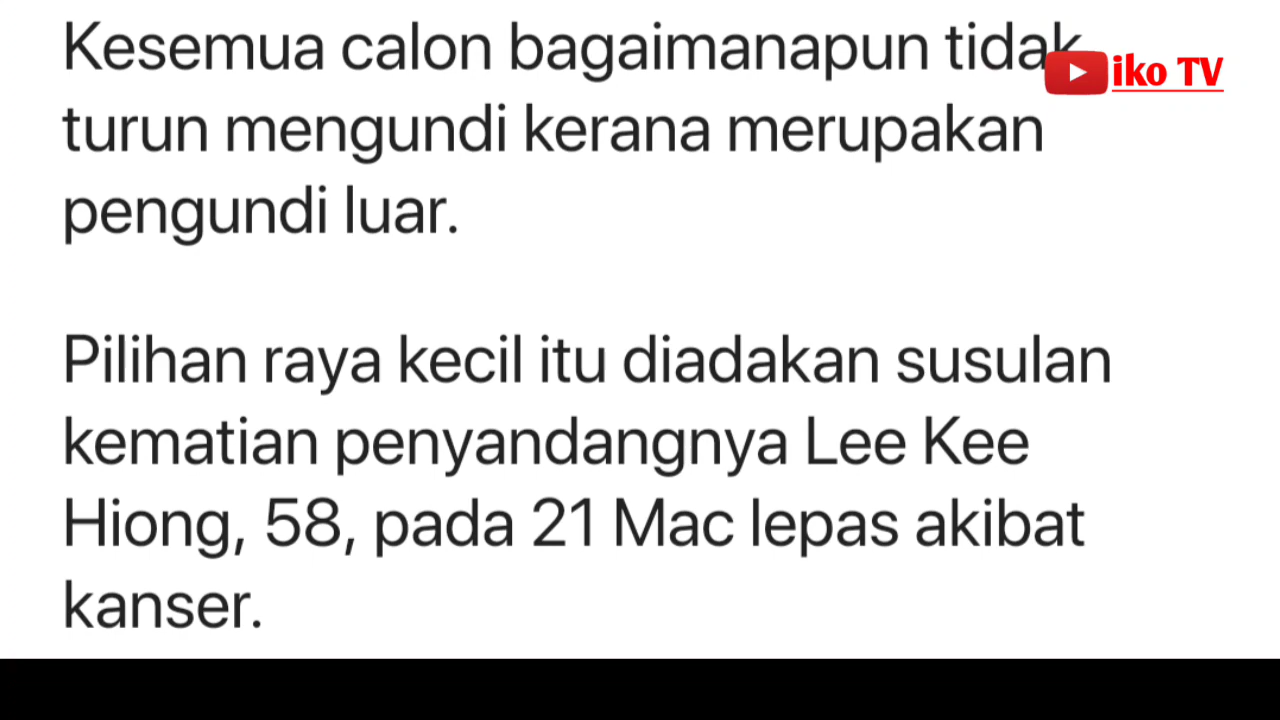 Kesemua calon bagaimanapun tidak
iko TV
turun mengundi kerana merupakan
pengundi luar.
Pilihan raya kecil itu diadakan susulan
kematian penyandangnya Lee Kee
Hiong, 58, pada 21 Mac lepas akibat
kanser.